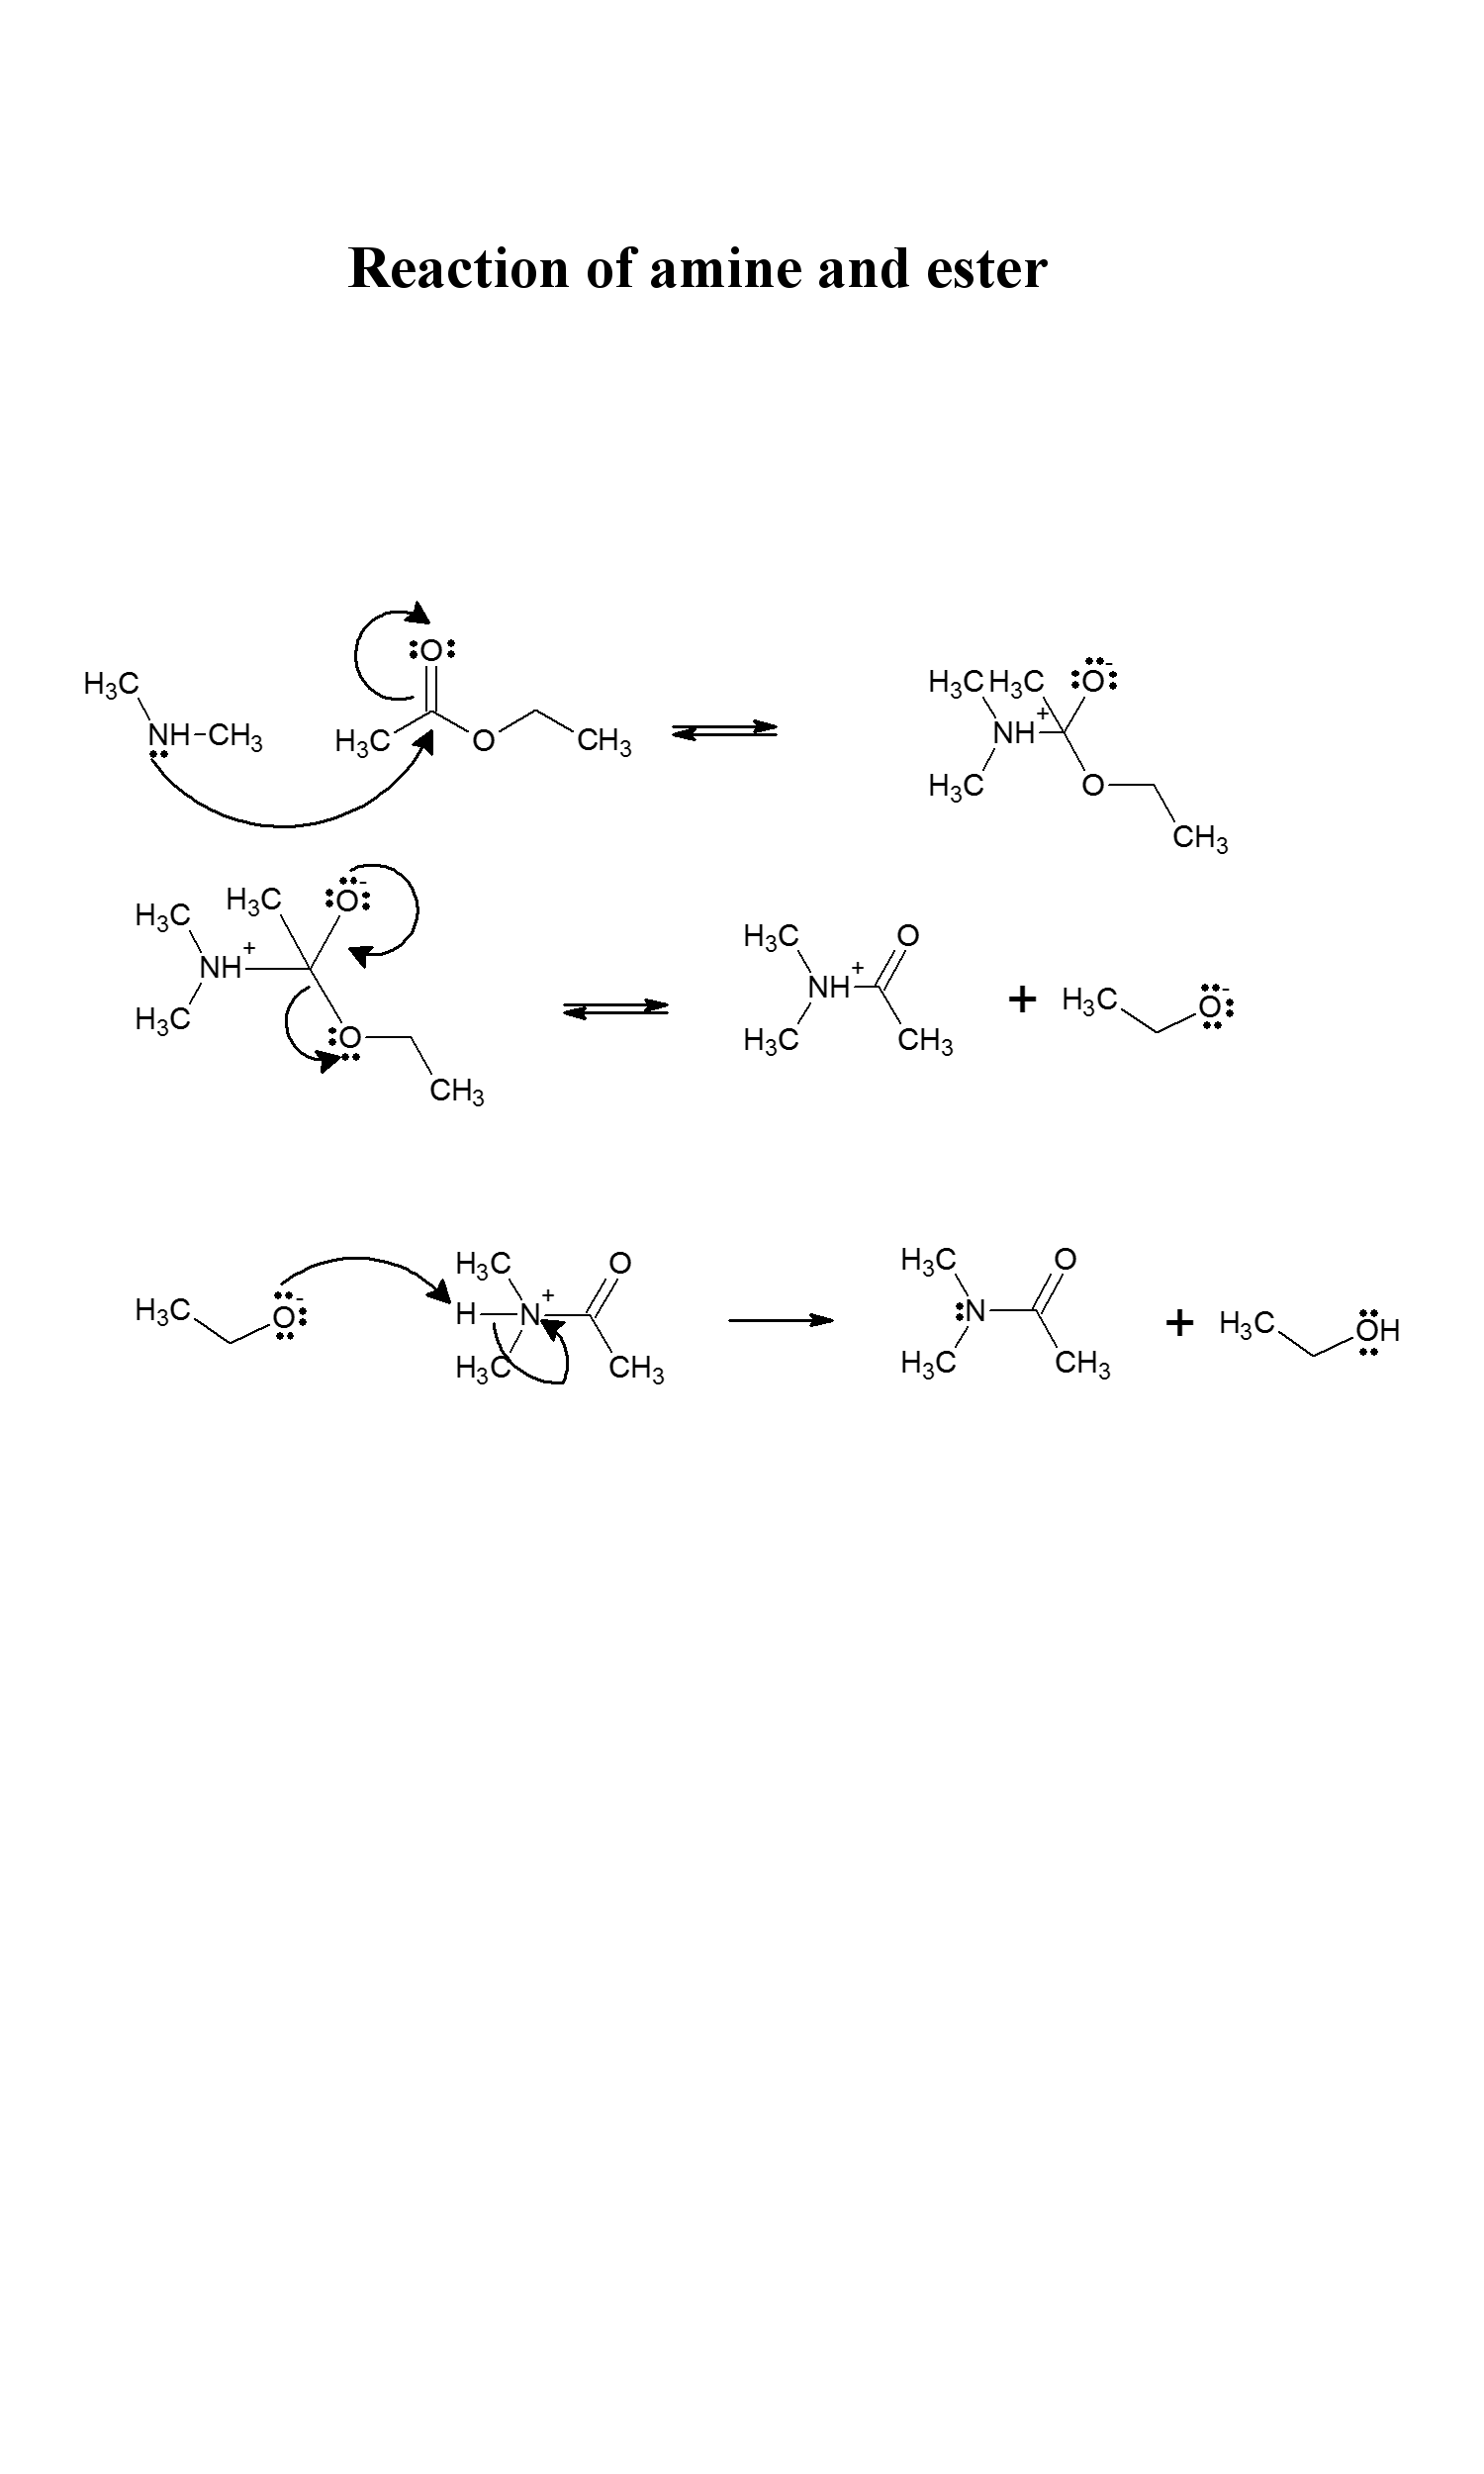 Reaction of amine and ester
H₃C NH–CH₃ H₃C O O CH₃ H₃C H₃C O⁻ NH⁺ H₃C O CH₃
H₃C H₃C O⁻ NH⁺ H₃C O CH₃ H₃C O NH⁺ H₃C CH₃ + H₃C O⁻
H₃C O⁻ H₃C O H N⁺ H₃C CH₃ H₃C O N H₃C CH₃ + H₃C OH